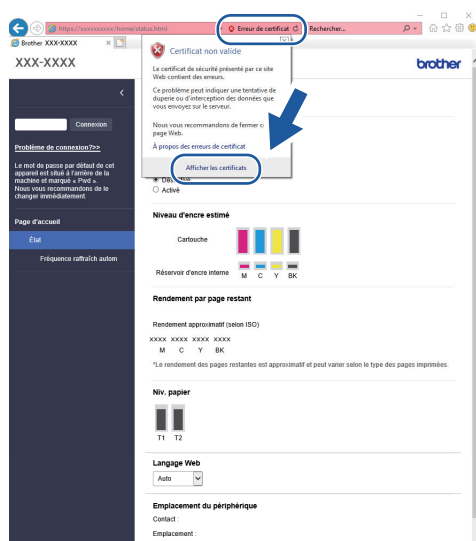 https://xxxxxxxxxx/home/status.html
Erreur de certificat
Rechercher...
Brother XXX-XXXX
XXX-XXXX
brother
Certificat non valide
Le certificat de sécurité présenté par ce site
Web contient des erreurs.
Ce problème peut indiquer une tentative de
duperie ou d'interception des données que
vous envoyez sur le serveur.
Nous vous recommandons de fermer
page Web.
À propos des erreurs de certificat
Afficher les certificats
Connexion
Problème de connexion?>>
Le mot de passe par défaut de cet
appareil est situé à l'arrière de la
machine et marqué « Pwd ».
Nous vous recommandons de le
changer immédiatement.
Page d'accueil
État
Fréquence raffraîch autom
Activé
Niveau d'encre estimé
Cartouche
Réservoir d'encre interne
M C Y BK
Rendement par page restant
Rendement approximatif (selon ISO)
xxxx xxxx xxxx xxxx
M C Y BK
*Le rendement des pages restantes est approximatif et peut varier selon le type des pages imprimées.
Niv. papier
T1 T2
Langage Web
Auto
Emplacement du périphérique
Contact :
Emplacement :